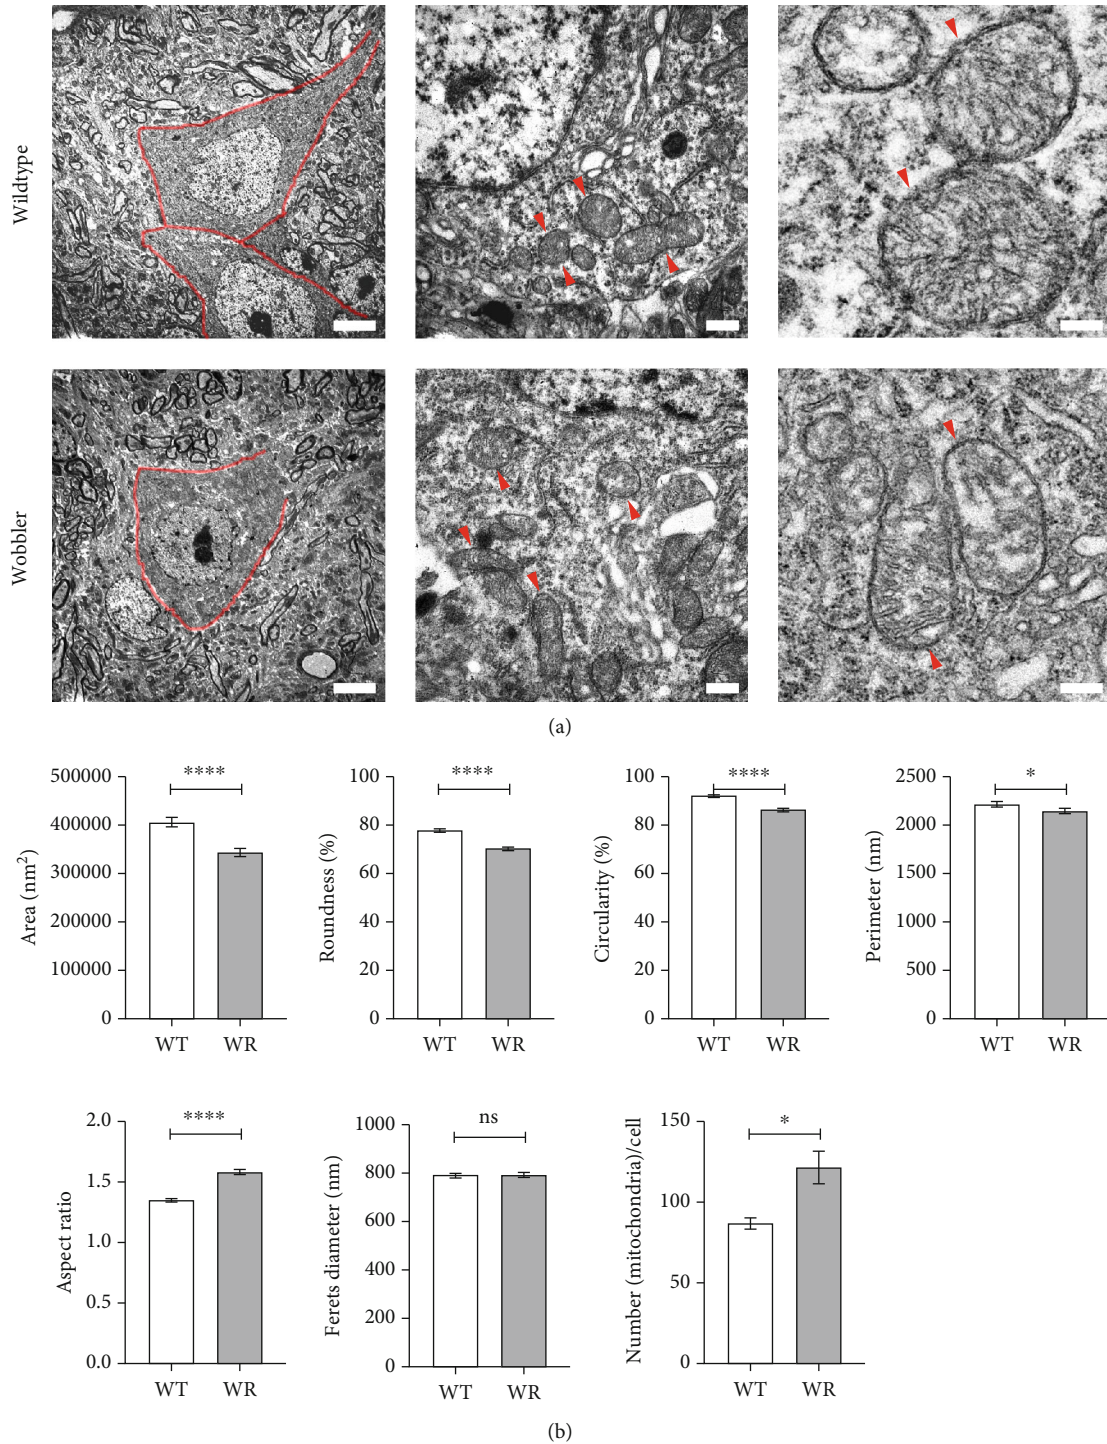 Wildtype
Wobbler
(a)
Area (nm²)
500000
400000
300000
200000
100000
0
****
WT WR
Roundness (%)
100
80
60
40
20
0
****
WT WR
Circularity (%)
100
80
60
40
20
0
****
WT WR
Perimeter (nm)
2500
2000
1500
1000
500
0
*
WT WR
Aspect ratio
2.0
1.5
1.0
0.5
0.0
****
WT WR
Ferets diameter (nm)
1000
800
600
400
200
0
ns
WT WR
Number (mitochondria)/cell
150
100
50
0
*
WT WR
(b)